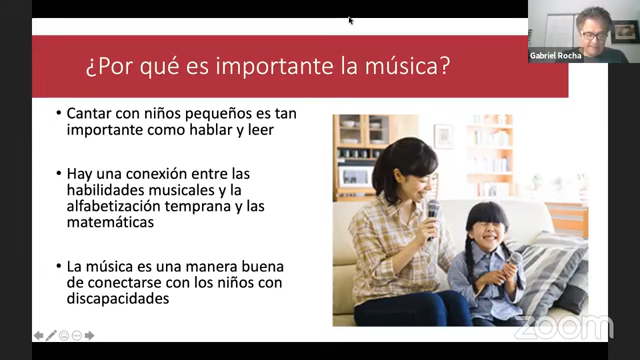 ¿Por qué es importante la música?
Gabriel Rocha
• Cantar con niños pequeños es tan
importante como hablar y leer
• Hay una conexión entre las
habilidades musicales y la
alfabetización temprana y las
matemáticas
• La música es una manera buena
de conectarse con los niños con
discapacidades
zoom